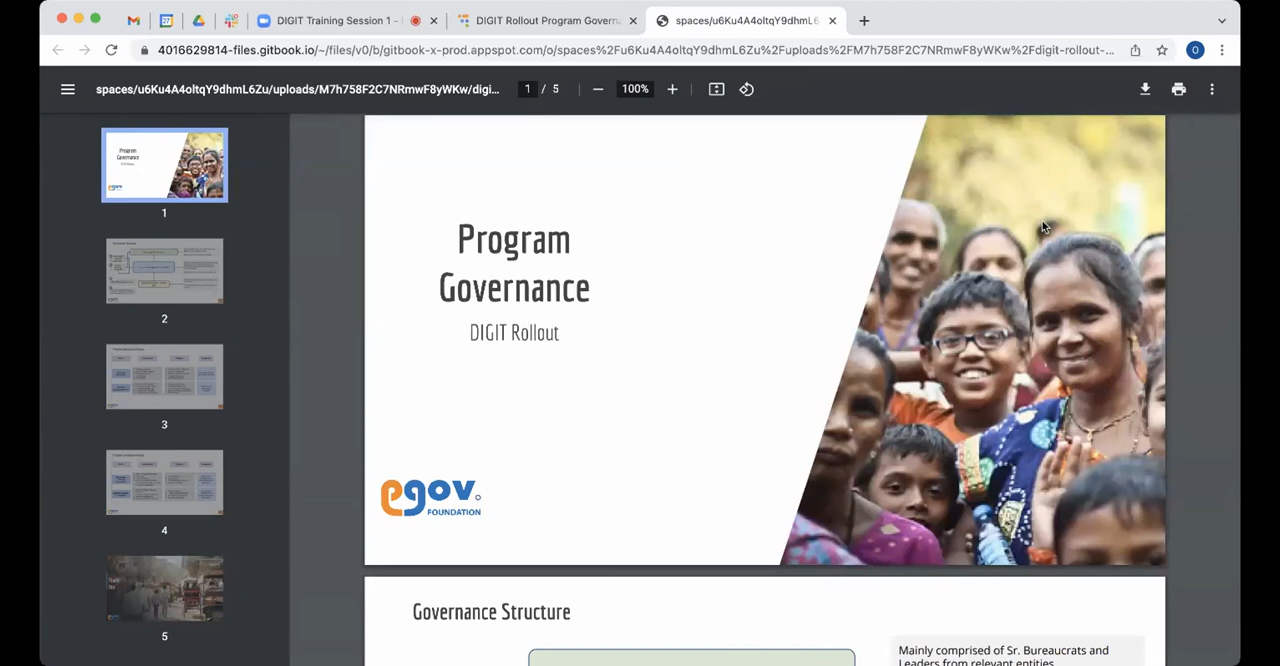 DIGIT Training Session 1 -
DIGIT Rollout Program Governa
spaces/u6Ku4A4oltqY9dhmL6
4016629814-files.gitbook.io/~/files/v0/b/gitbook-x-prod.appspot.com/o/spaces%2Fu6Ku4A4oltqY9dhmL6Zu%2Fuploads%2FM7h758F2C7NRmwF8yWKw%2Fdigit-rollout-...
O
spaces/u6Ku4A4oltqY9dhmL6Zu/uploads/M7h758F2C7NRmwF8yWKw/digi...
1 / 5
100%
Program
Governance
DIGIT Rollout
egov
FOUNDATION
1
2
3
4
5
Governance Structure
Mainly comprised of Sr. Bureaucrats and
Leaders from relevant entities